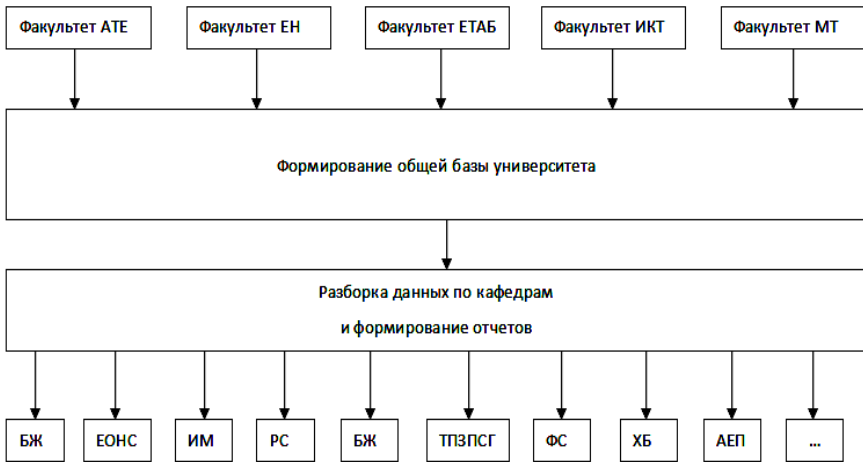 Факультет АТЕ
Факультет ЕН
Факультет ЕТАБ
Факультет ИКТ
Факультет МТ
Формирование общей базы университета
Разборка данных по кафедрам
и формирование отчетов
БЖ
ЕОНС
ИМ
РС
БЖ
ТПЗПСГ
ФС
ХБ
АЕП
...